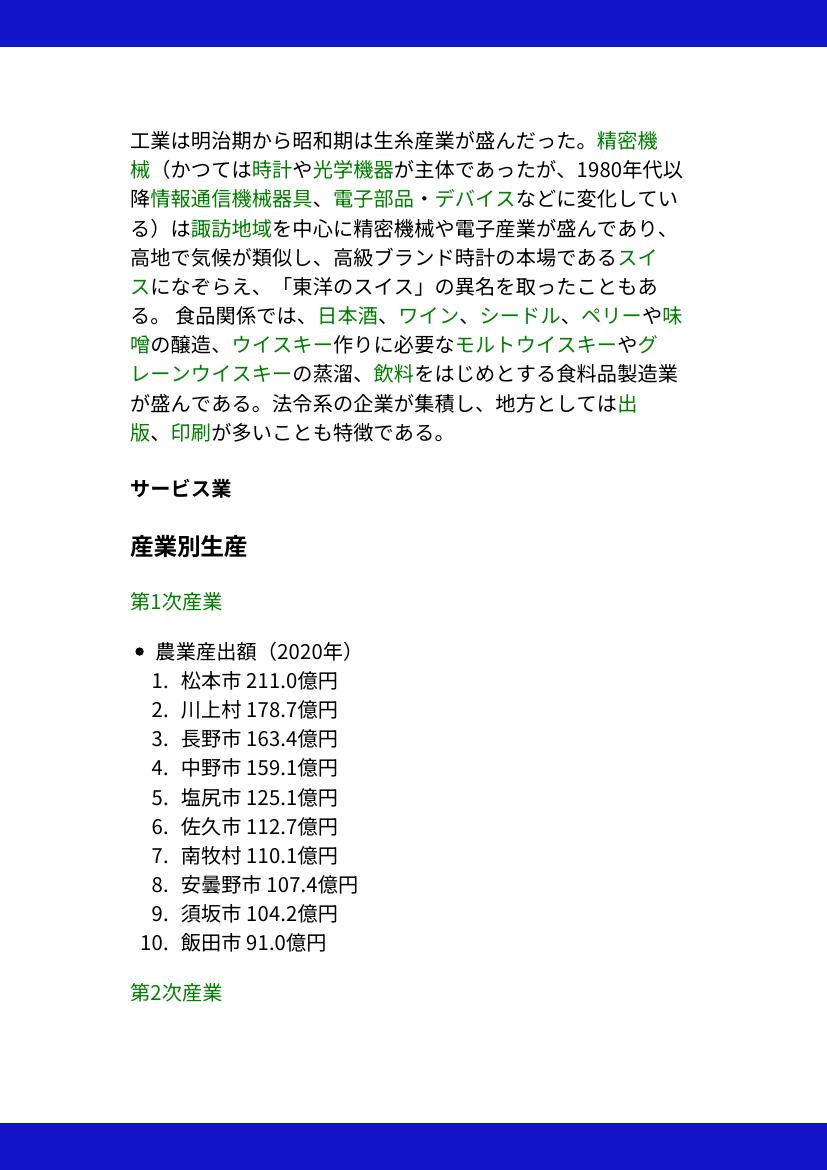 工業は明治期から昭和期は生糸産業が盛んだった。精密機
械（かつては時計や光学機器が主体であったが、1980年代以
降情報通信機械器具、電子部品・デバイスなどに変化してい
る）は諏訪地域を中心に精密機械や電子産業が盛んであり、
高地で気候が類似し、高級ブランド時計の本場であるスイ
スになぞらえ、「東洋のスイス」の異名を取ったこともあ
る。 食品関係では、日本酒、ワイン、シードル、ペリーや味
噌の醸造、ウイスキー作りに必要なモルトウイスキーやグ
レーンウイスキーの蒸溜、飲料をはじめとする食料品製造業
が盛んである。法令系の企業が集積し、地方としては出
版、印刷が多いことも特徴である。
サービス業
産業別生産
第1次産業
• 農業産出額（2020年）
1. 松本市 211.0億円
2. 川上村 178.7億円
3. 長野市 163.4億円
4. 中野市 159.1億円
5. 塩尻市 125.1億円
6. 佐久市 112.7億円
7. 南牧村 110.1億円
8. 安曇野市 107.4億円
9. 須坂市 104.2億円
10. 飯田市 91.0億円
第2次産業